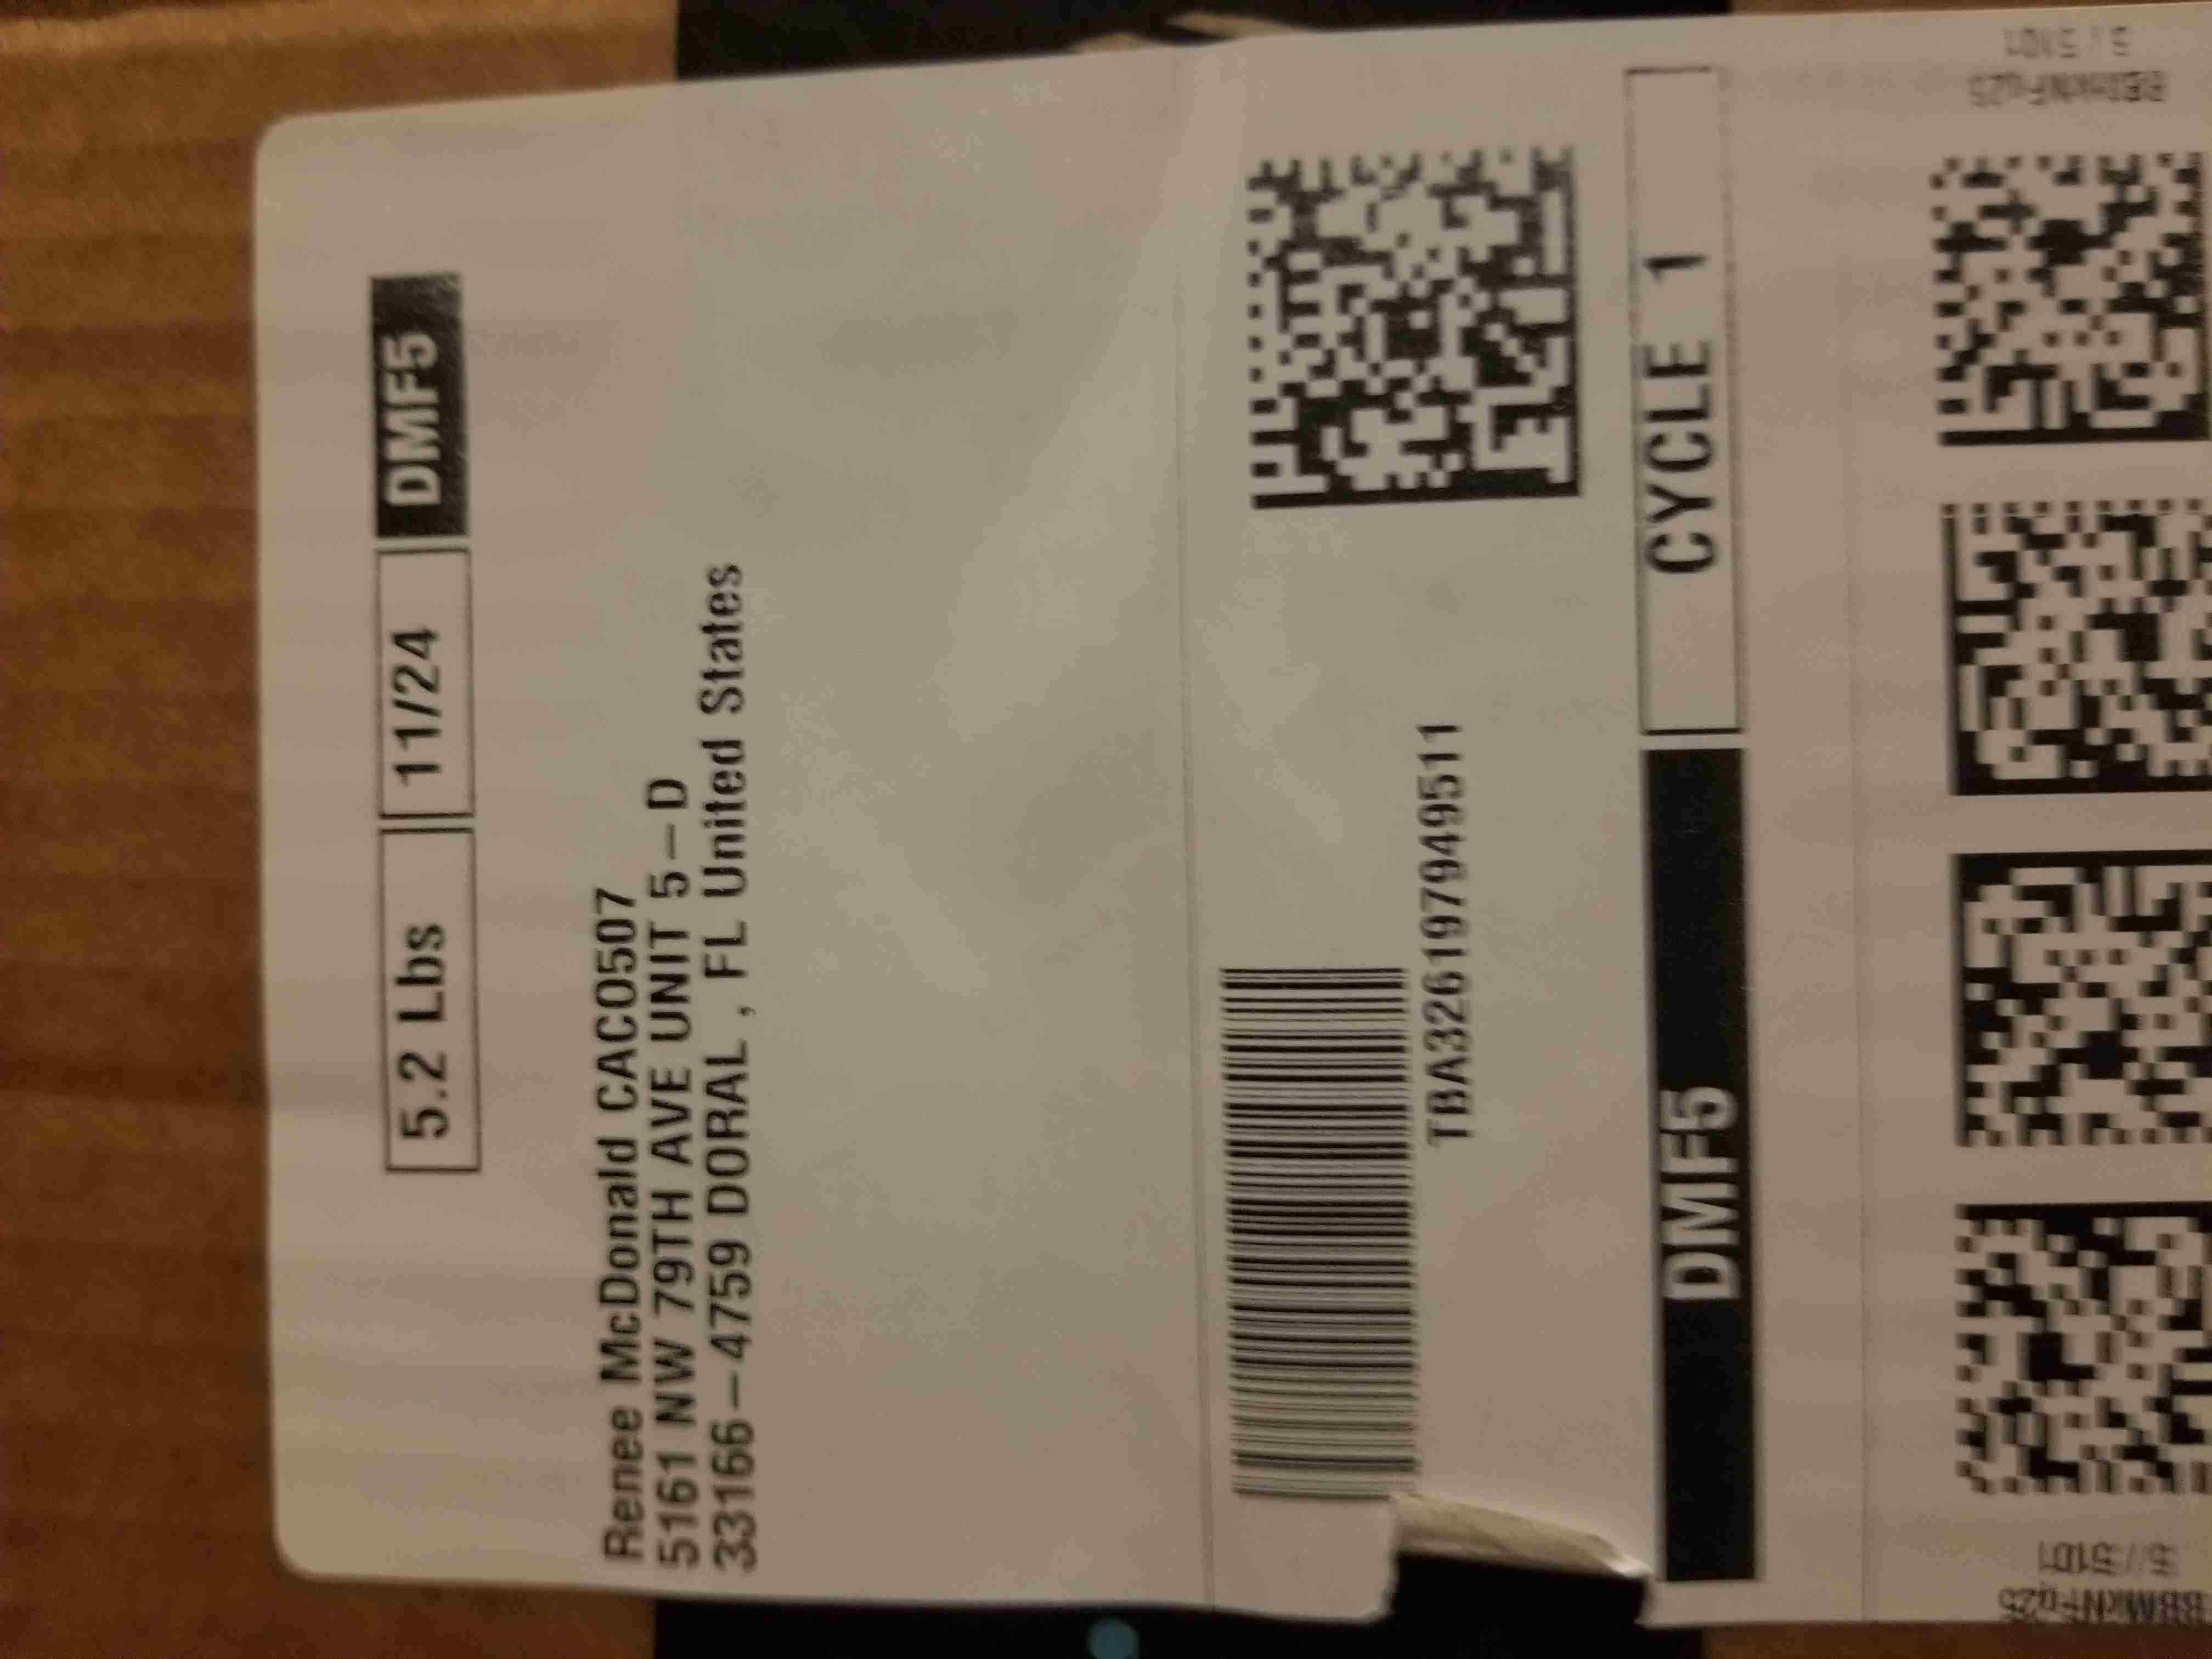 5.2 Lbs 11/24 DMF5
Renee McDonald CACO507
5161 NW 79TH AVE UNIT 5-D
33166-4759 DORAL , FL United States
TBA326197949511
DMF5 CYCLE 1